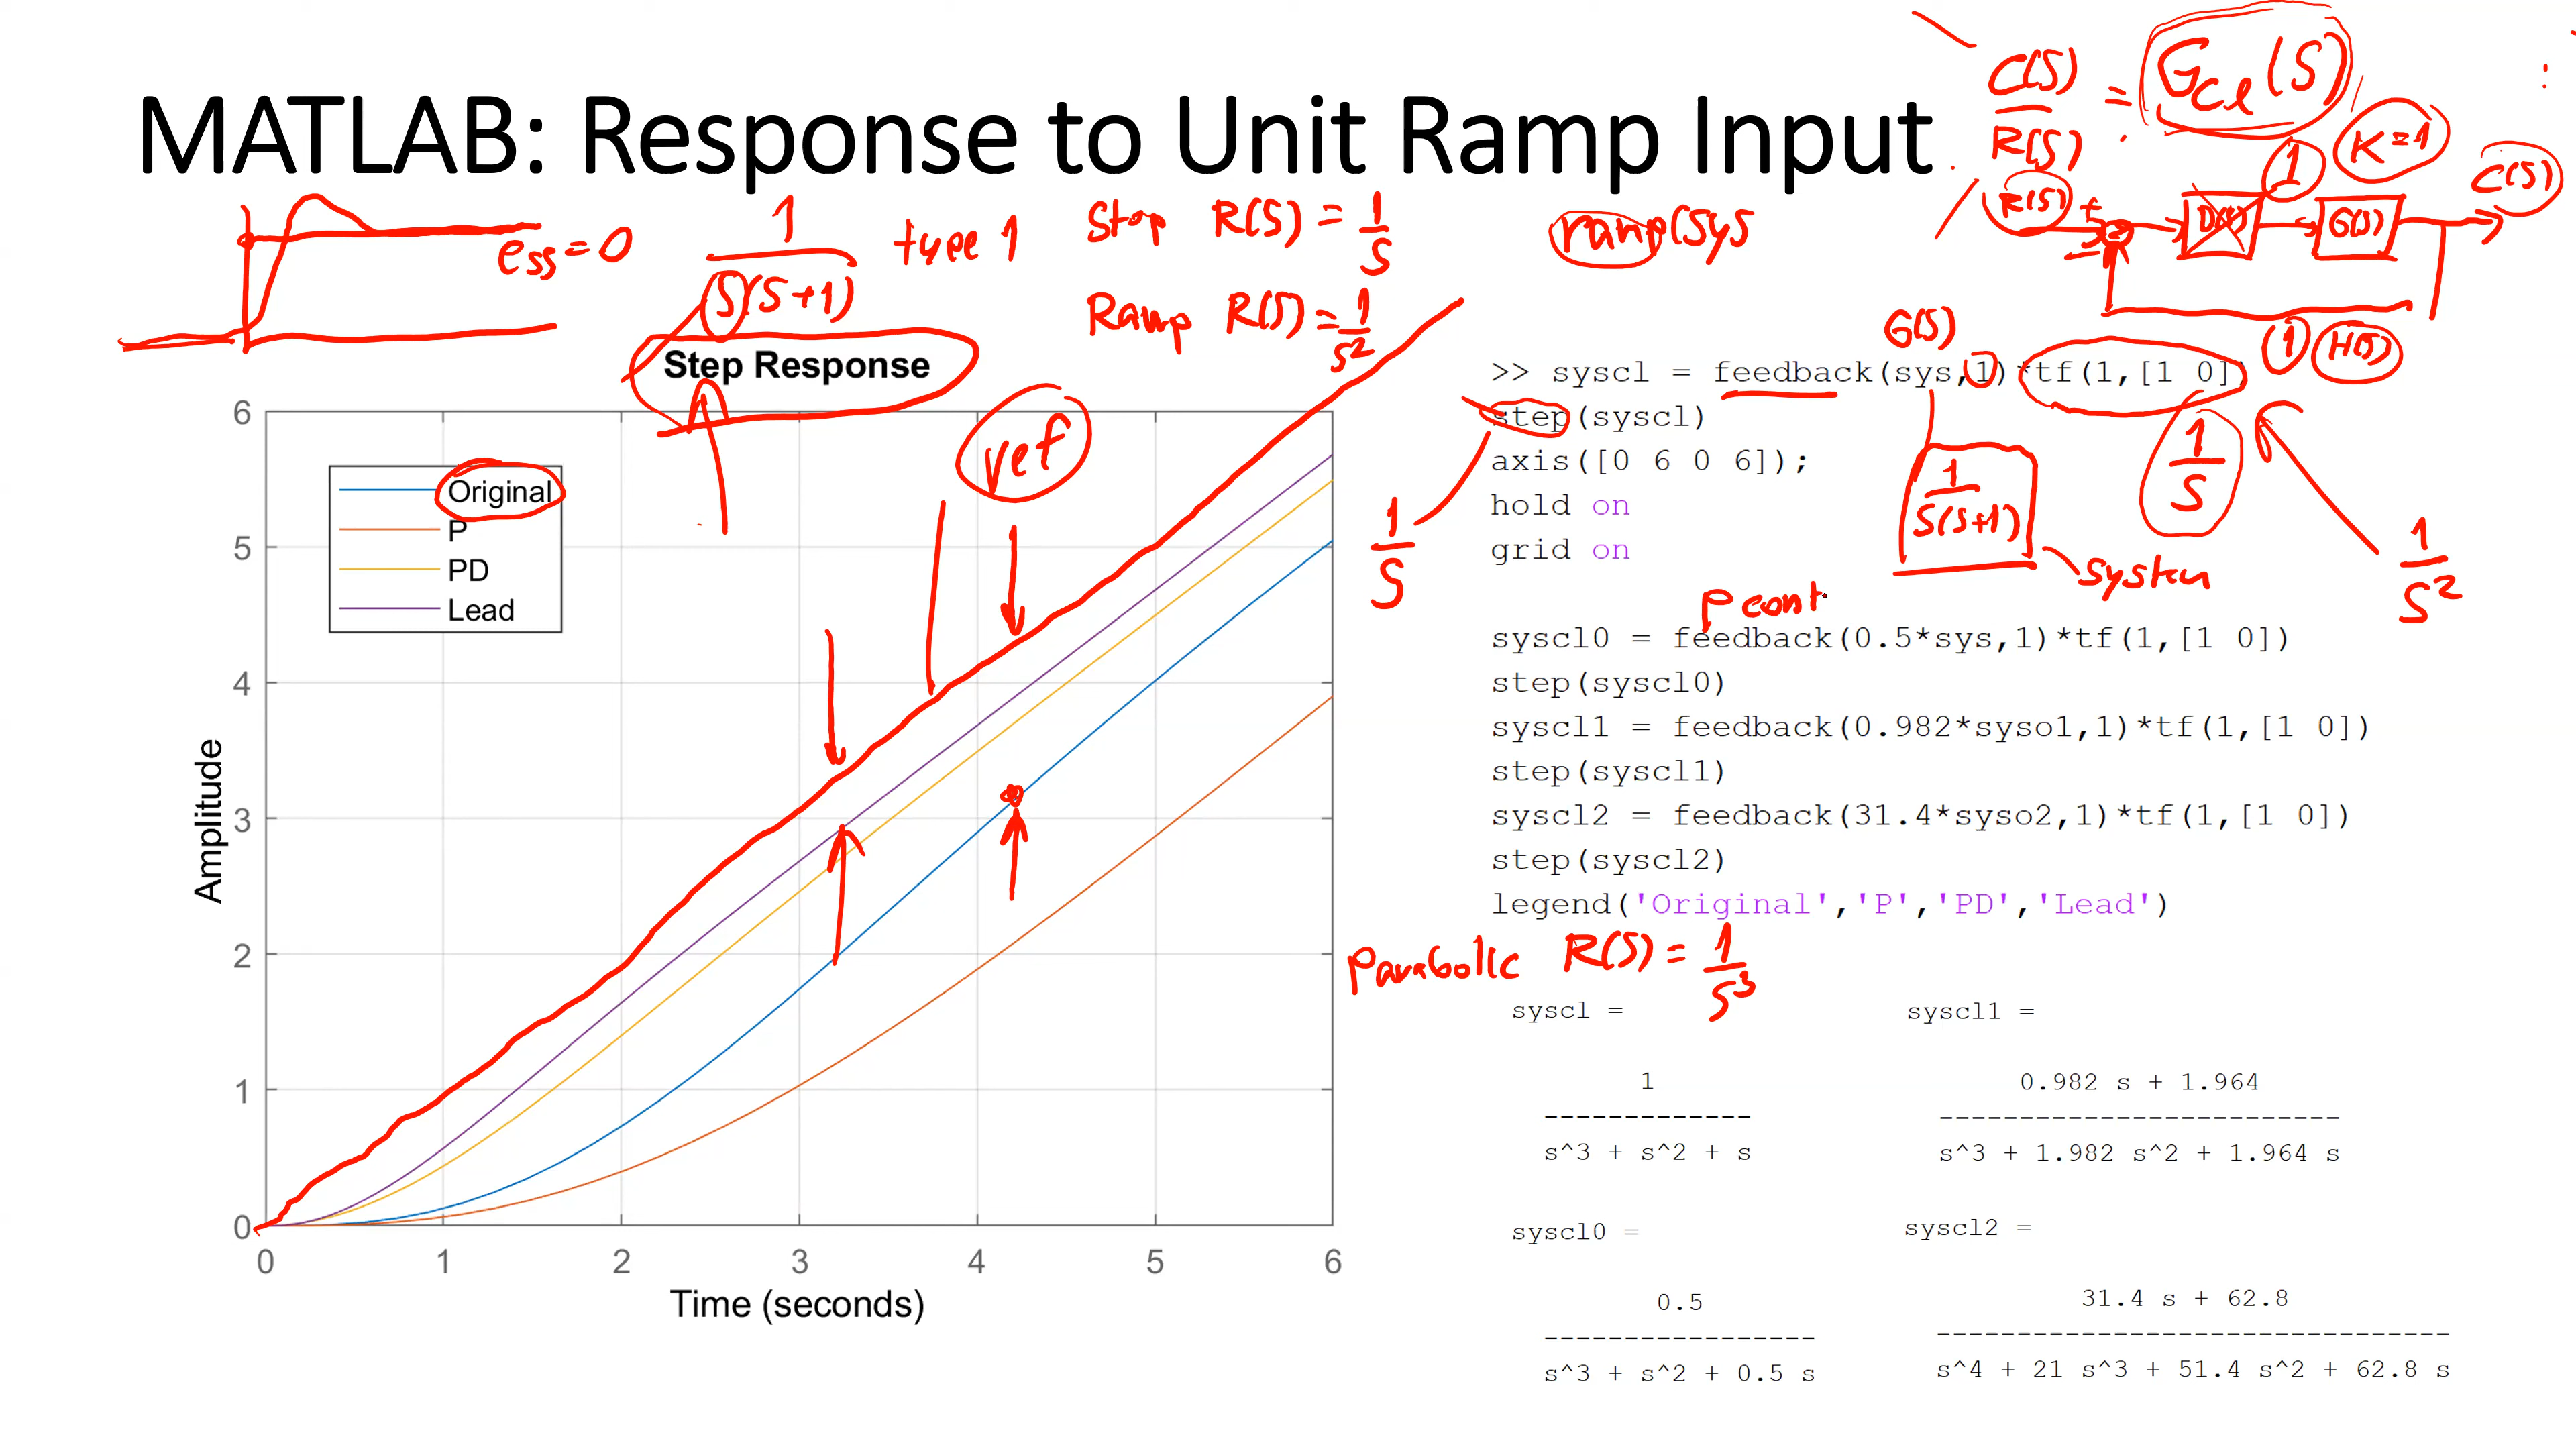 MATLAB: Response to Unit Ramp Input
C(S)
R(S)
= Gcl(S)
K=1
1
R(S)
+
-
D(s)
G(S)
C(S)
(1) H(S)
ess=0
1
S(S+1)
type 1
Step R(S) = 1/S
Ramp R(S) = 1/S²
ramp(sys
Step Response
ref
Original
P
PD
Lead
6
5
4
3
2
1
0
0 1 2 3 4 5 6
Amplitude
Time (seconds)
G(S)
>> syscl = feedback(sys,1)*tf(1,[1 0])
step(syscl)
axis([0 6 0 6]);
hold on
grid on
1/S
1/S(S+1)
system
1/S
1/S²
P cont
syscl0 = feedback(0.5*sys,1)*tf(1,[1 0])
step(syscl0)
syscl1 = feedback(0.982*syso1,1)*tf(1,[1 0])
step(syscl1)
syscl2 = feedback(31.4*syso2,1)*tf(1,[1 0])
step(syscl2)
legend('Original','P','PD','Lead')
Parabolic R(S) = 1/S³
syscl =
1
-------------
s^3 + s^2 + s
syscl1 =
0.982 s + 1.964
--------------------------
s^3 + 1.982 s^2 + 1.964 s
syscl0 =
0.5
-----------------
s^3 + s^2 + 0.5 s
syscl2 =
31.4 s + 62.8
---------------------------------
s^4 + 21 s^3 + 51.4 s^2 + 62.8 s